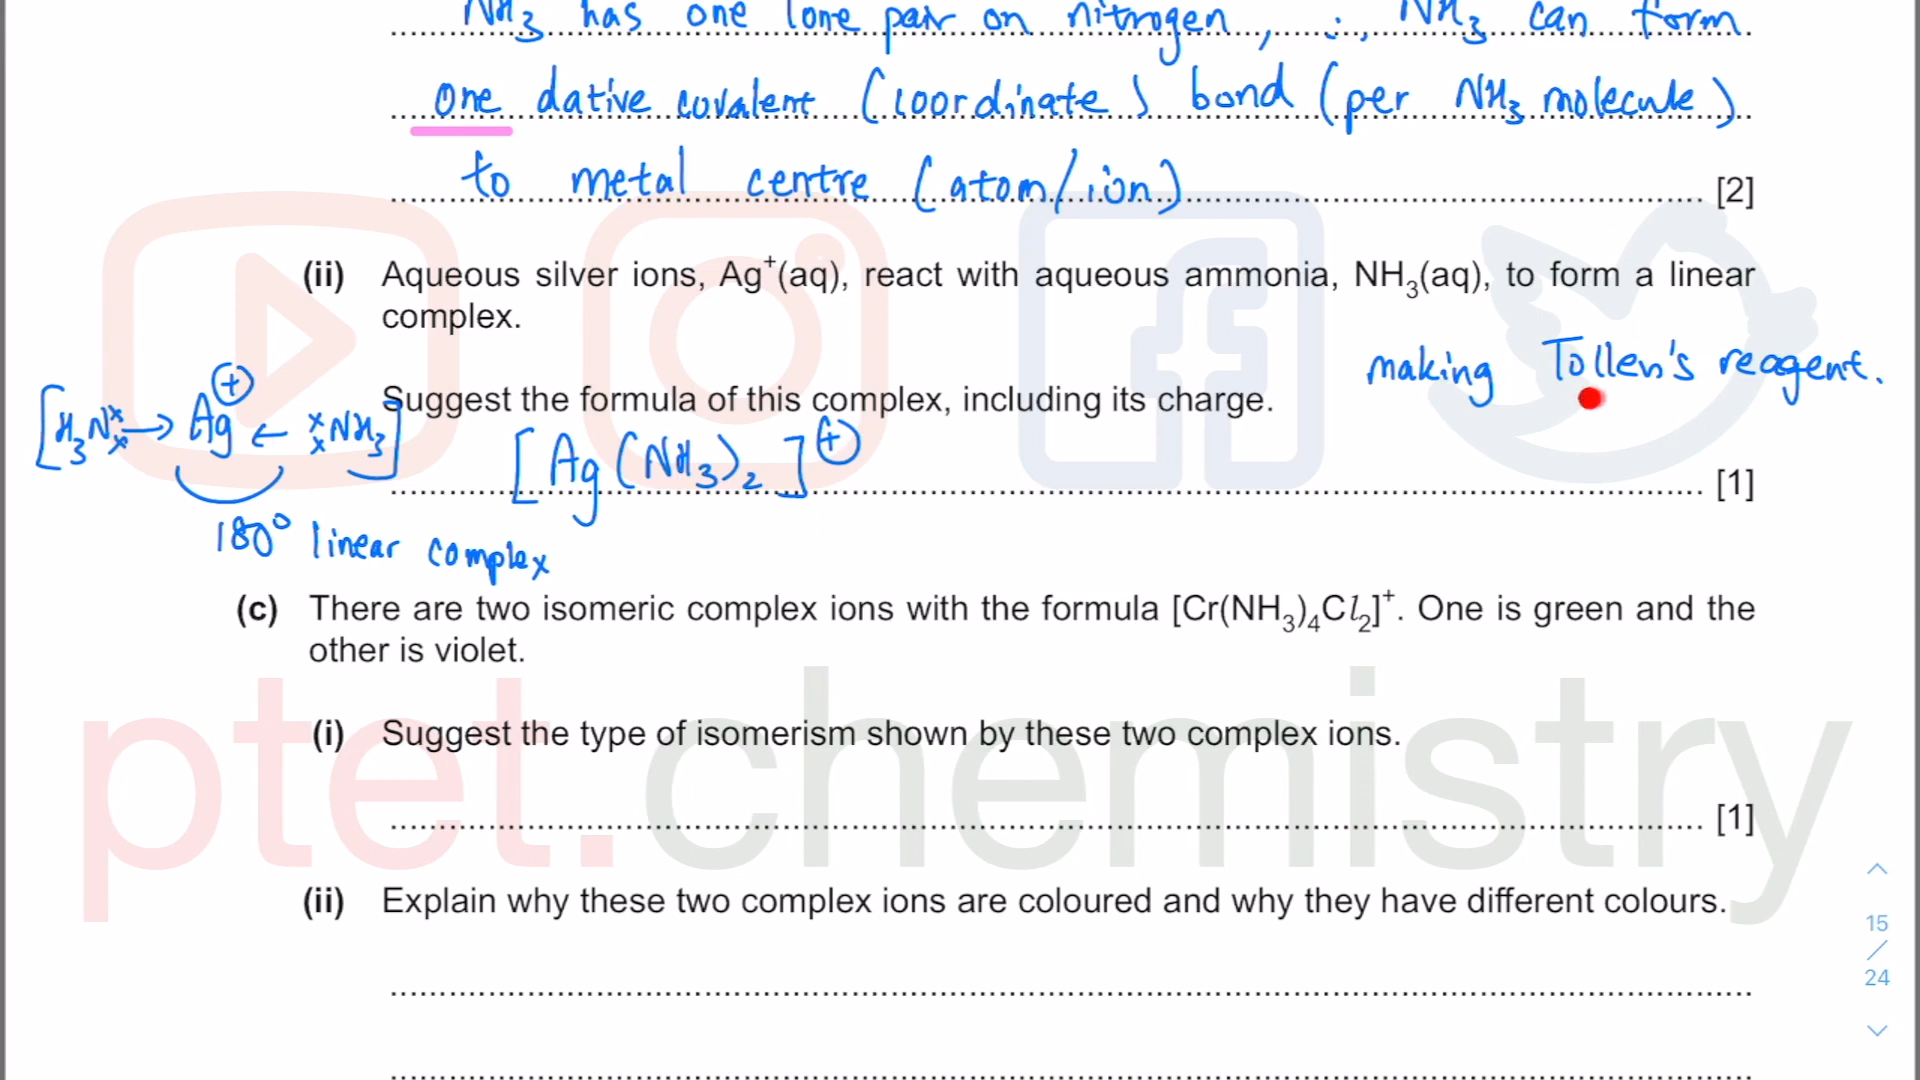 NH3 has one lone pair on nitrogen, ∴, NH3 can form
one dative covalent (coordinate) bond (per NH3 molecule)
to metal centre (atom/ion) [2]
(ii) Aqueous silver ions, Ag+(aq), react with aqueous ammonia, NH3(aq), to form a linear
complex.
making Tollen's reagent.
Suggest the formula of this complex, including its charge.
[H3N xx → Ag+ ← xx NH3]
[Ag(NH3)2]+ [1]
180° linear complex
(c) There are two isomeric complex ions with the formula [Cr(NH3)4Cl2]+. One is green and the
other is violet.
(i) Suggest the type of isomerism shown by these two complex ions.
[1]
ptet.chemistry
(ii) Explain why these two complex ions are coloured and why they have different colours.
15
/
24